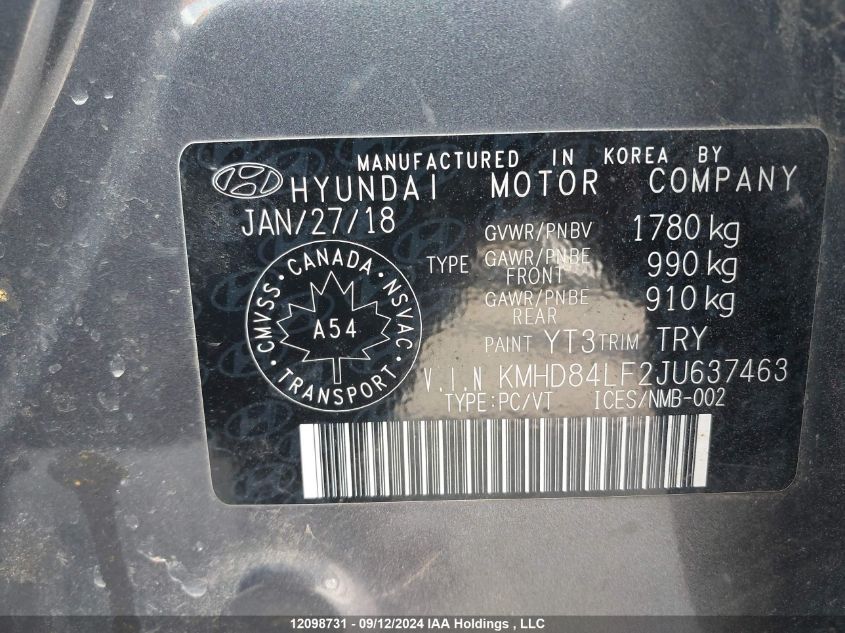 MANUFACTURED IN KOREA BY
HYUNDAI MOTOR COMPANY
JAN/27/18
GVWR/PNBV 1780 kg
TYPE GAWR/PNBE FRONT 990 kg
GAWR/PNBE REAR 910 kg
CMVSS · CANADA · NSVAC · TRANSPORT ·
A54
PAINT YT3 TRIM TRY
V.I.N KMHD84LF2JU637463
TYPE:PC/VT ICES/NMB-002
12098731 - 09/12/2024 IAA Holdings , LLC